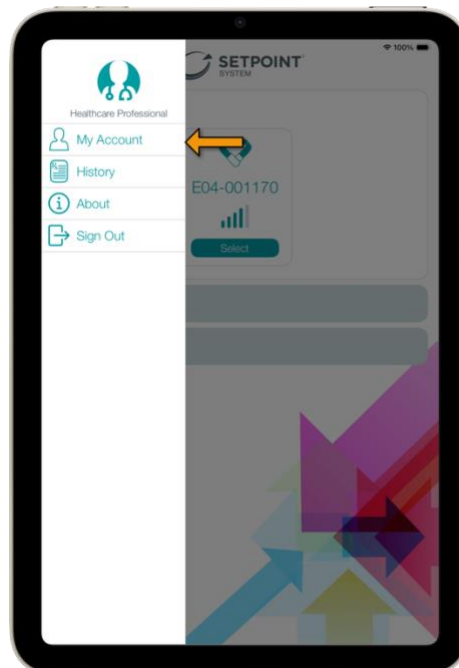 100%
SETPOINT
SYSTEM
Healthcare Professional
My Account
History
About
Sign Out
E04-001170
Select